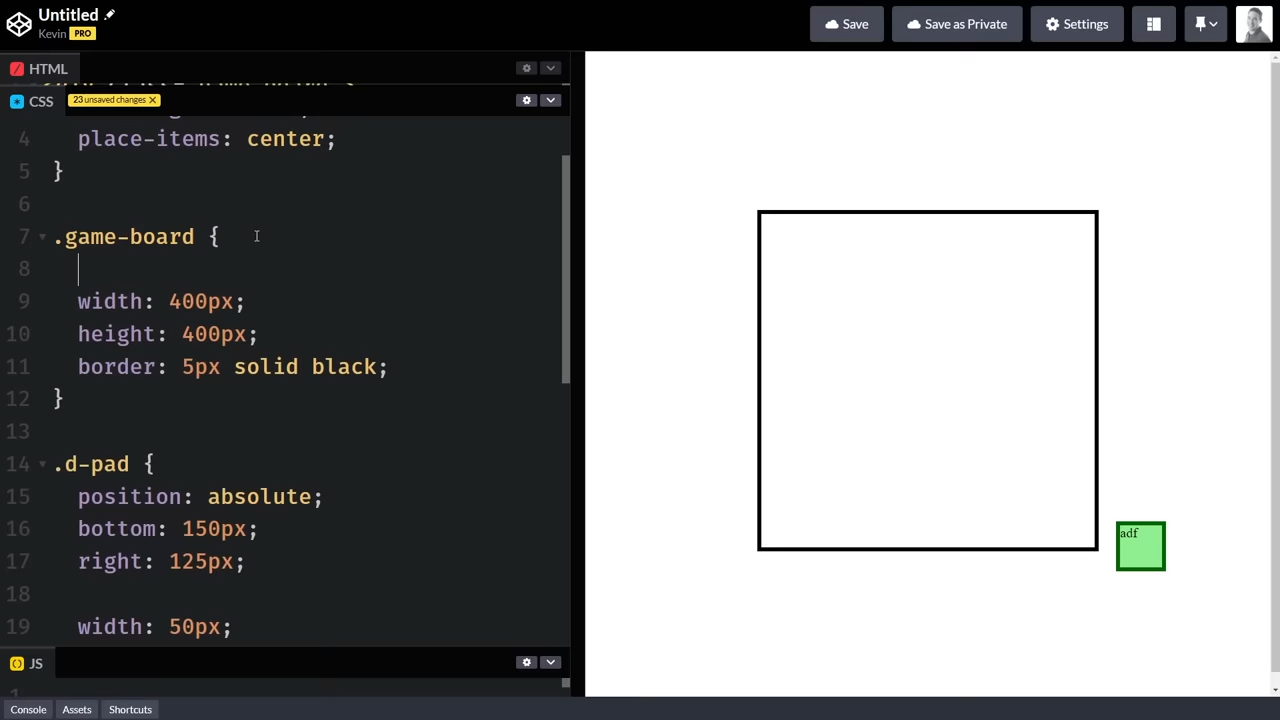 Untitled
Kevin PRO
Save
Save as Private
Settings
HTML
CSS
23 unsaved changes ×
4 place-items: center;
5 }
6
7 .game-board {
8
9 width: 400px;
10 height: 400px;
11 border: 5px solid black;
12 }
13
14 .d-pad {
15 position: absolute;
16 bottom: 150px;
17 right: 125px;
18
19 width: 50px;
adf
JS
Console Assets Shortcuts